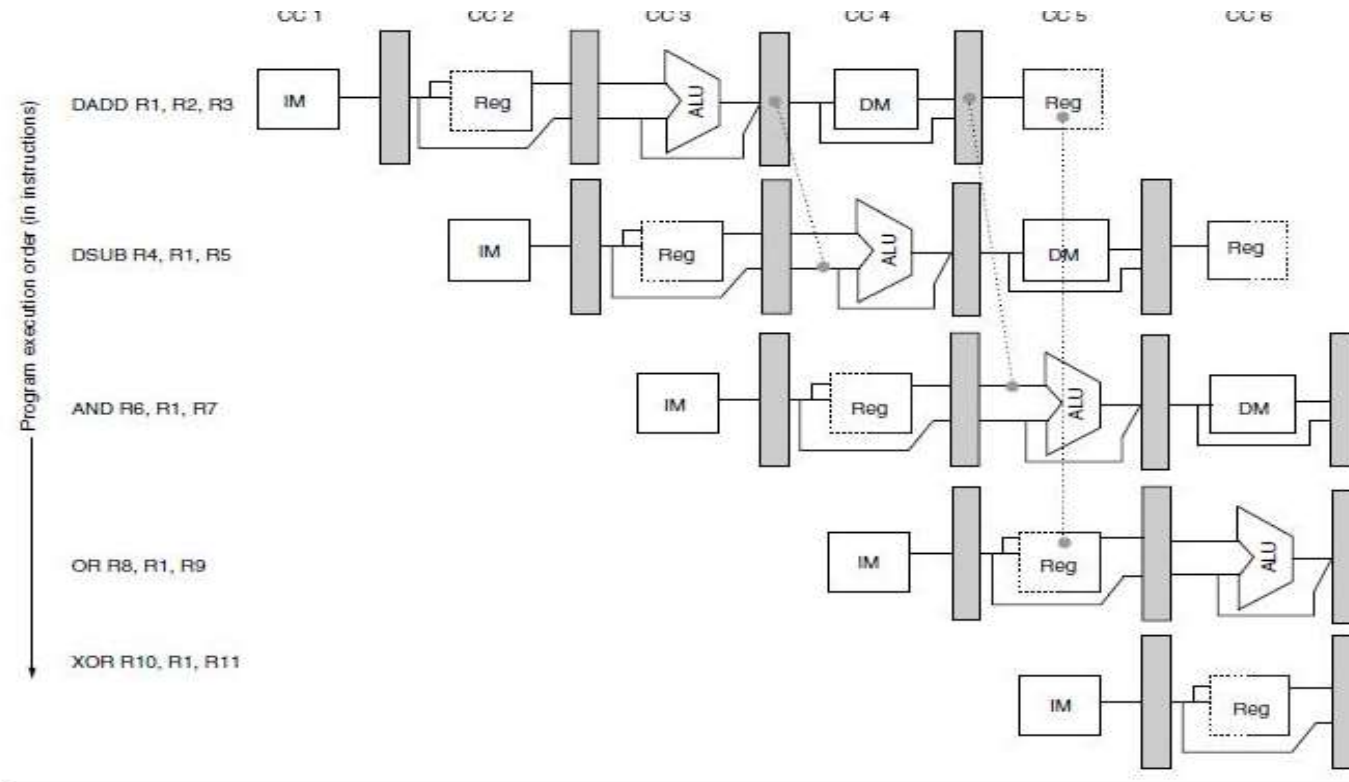 CC 1 CC 2 CC 3 CC 4 CC 5 CC 6
Program execution order (in instructions)
DADD R1, R2, R3 IM Reg ALU DM Reg
DSUB R4, R1, R5 IM Reg ALU DM Reg
AND R6, R1, R7 IM Reg ALU DM
OR R8, R1, R9 IM Reg ALU
XOR R10, R1, R11 IM Reg